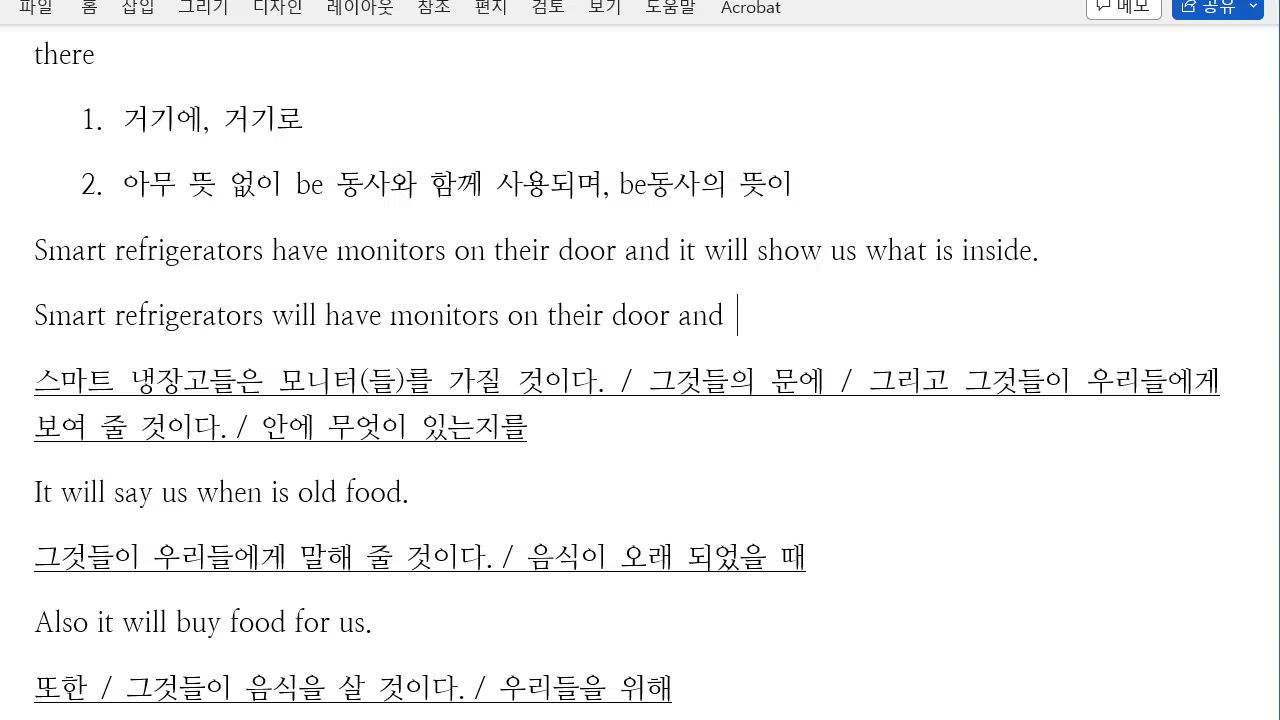 파일 홈 삽입 그리기 디자인 레이아웃 참조 편지 검토 보기 도움말 Acrobat 메모 공유
there
1. 거기에, 거기로
2. 아무 뜻 없이 be 동사와 함께 사용되며, be동사의 뜻이
Smart refrigerators have monitors on their door and it will show us what is inside.
Smart refrigerators will have monitors on their door and
스마트 냉장고들은 모니터(들)를 가질 것이다. / 그것들의 문에 / 그리고 그것들이 우리들에게
보여 줄 것이다. / 안에 무엇이 있는지를
It will say us when is old food.
그것들이 우리들에게 말해 줄 것이다. / 음식이 오래 되었을 때
Also it will buy food for us.
또한 / 그것들이 음식을 살 것이다. / 우리들을 위해